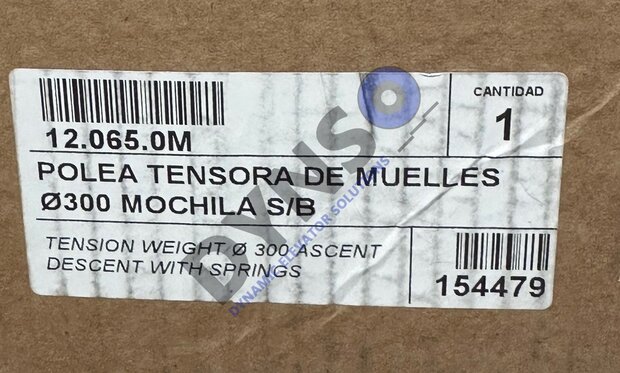 CANTIDAD
1
12.065.0M
POLEA TENSORA DE MUELLES
Ø300 MOCHILA S/B
TENSION WEIGHT Ø 300 ASCENT
DESCENT WITH SPRINGS
154479
DYNSO
DYNAMIC ELEVATOR SOLUTIONS